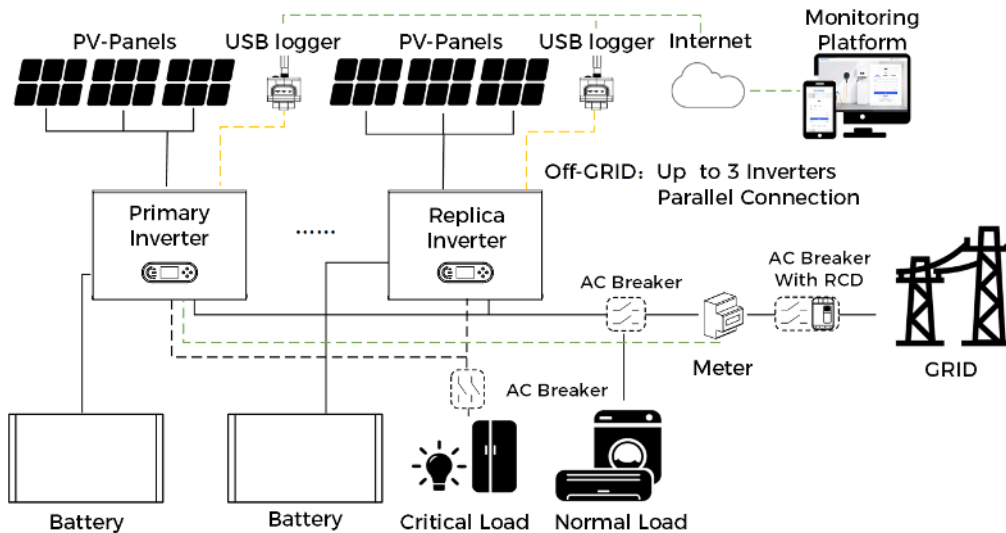 PV-Panels
USB logger
PV-Panels
USB logger
Internet
Monitoring
Platform
Off-GRID: Up to 3 Inverters
Parallel Connection
Primary
Inverter
......
Replica
Inverter
AC Breaker
AC Breaker
With RCD
Meter
GRID
AC Breaker
Battery
Battery
Critical Load
Normal Load